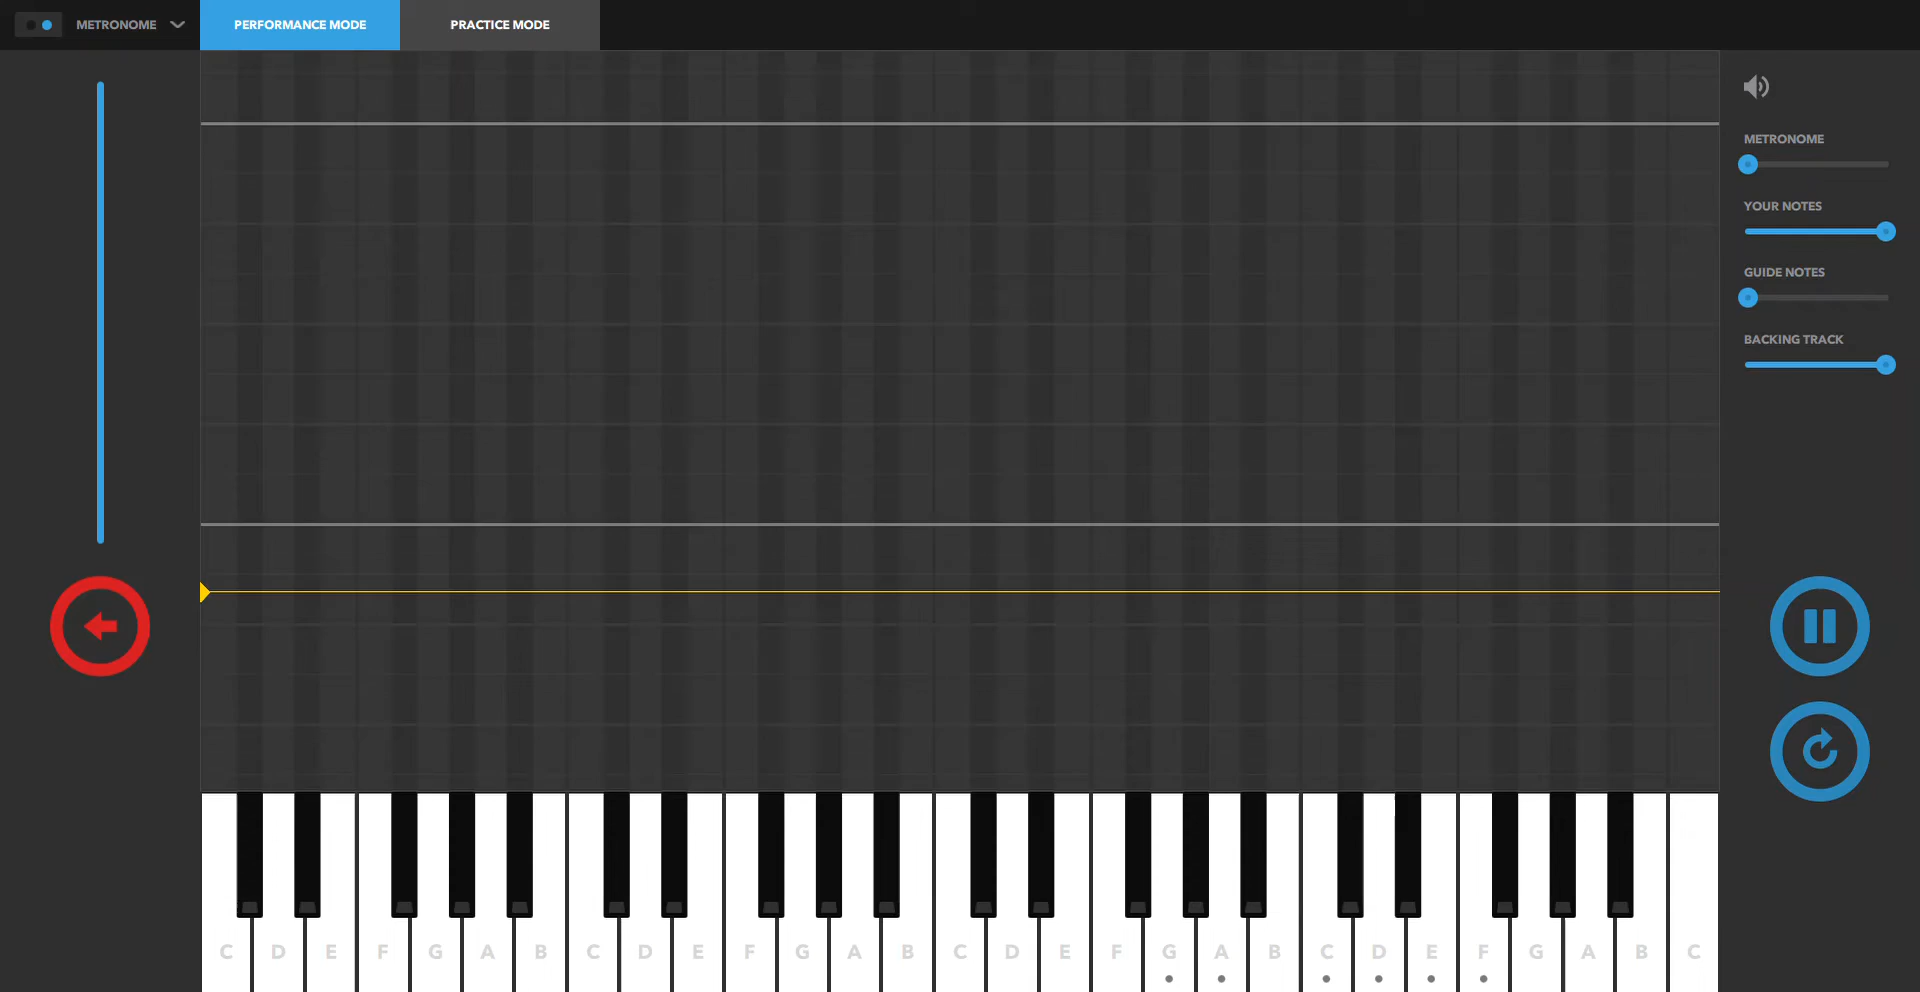 METRONOME
PERFORMANCE MODE
PRACTICE MODE
METRONOME
YOUR NOTES
GUIDE NOTES
BACKING TRACK
C D E F G A B C D E F G A B C D E F G A B C D E F G A B C